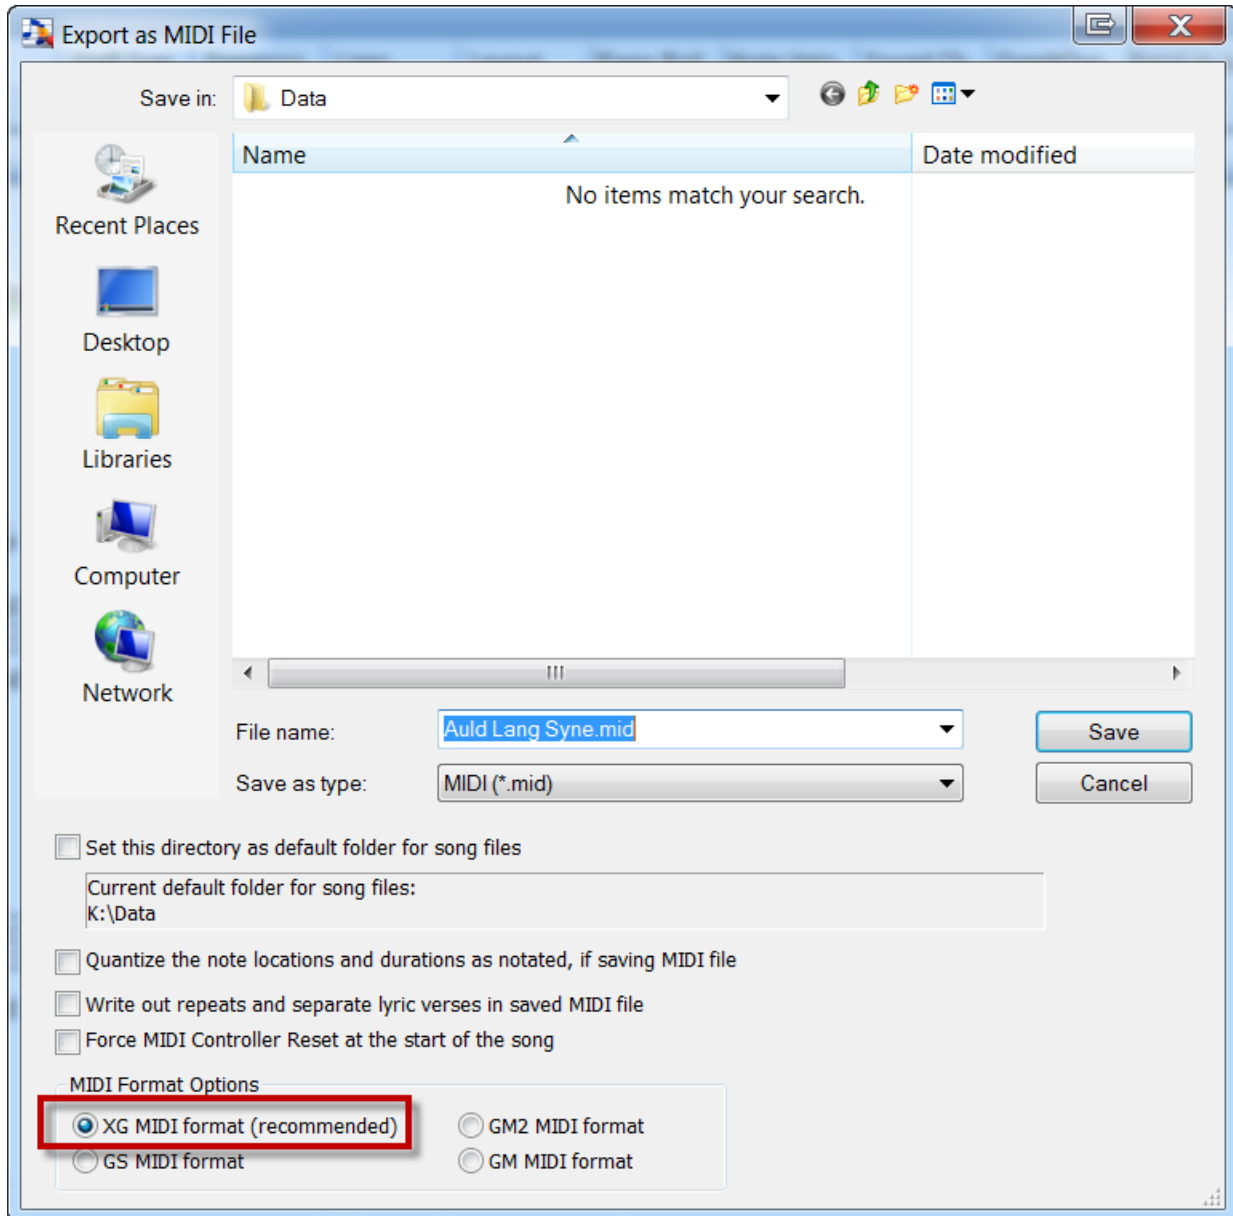 Export as MIDI File
Save in:
Data
Name
Date modified
No items match your search.
Recent Places
Desktop
Libraries
Computer
Network
File name:
Auld Lang Syne.mid
Save
Save as type:
MIDI (*.mid)
Cancel
Set this directory as default folder for song files
Current default folder for song files:
K:\Data
Quantize the note locations and durations as notated, if saving MIDI file
Write out repeats and separate lyric verses in saved MIDI file
Force MIDI Controller Reset at the start of the song
MIDI Format Options
XG MIDI format (recommended)
GM2 MIDI format
GS MIDI format
GM MIDI format